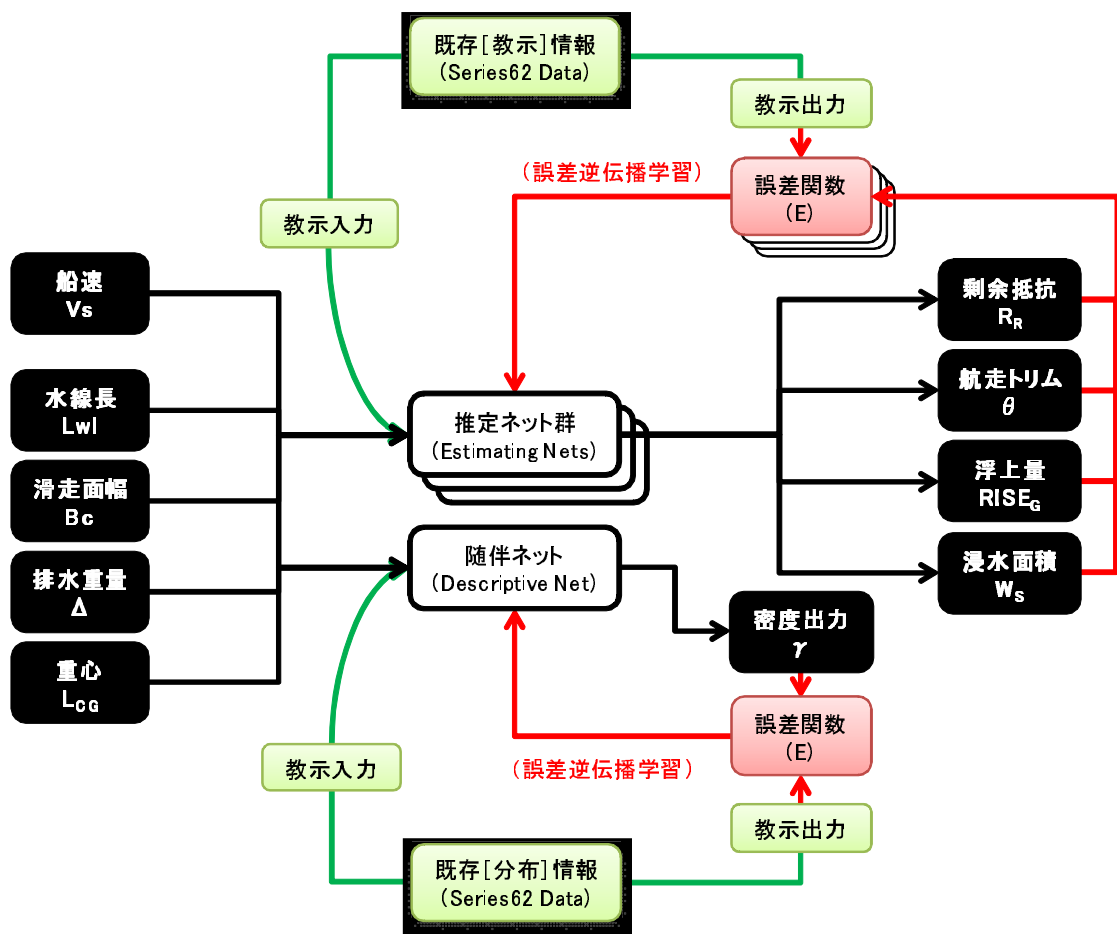 既存[教示]情報
(Series62 Data)
教示出力
(誤差逆伝播学習)
誤差関数
(E)
教示入力
船速
Vs
水線長
Lwl
滑走面幅
Bc
排水重量
Δ
重心
LCG
推定ネット群
(Estimating Nets)
随伴ネット
(Descriptive Net)
剰余抵抗
RR
航走トリム
θ
浮上量
RISEG
浸水面積
WS
密度出力
γ
誤差関数
(E)
(誤差逆伝播学習)
教示入力
教示出力
既存[分布]情報
(Series62 Data)